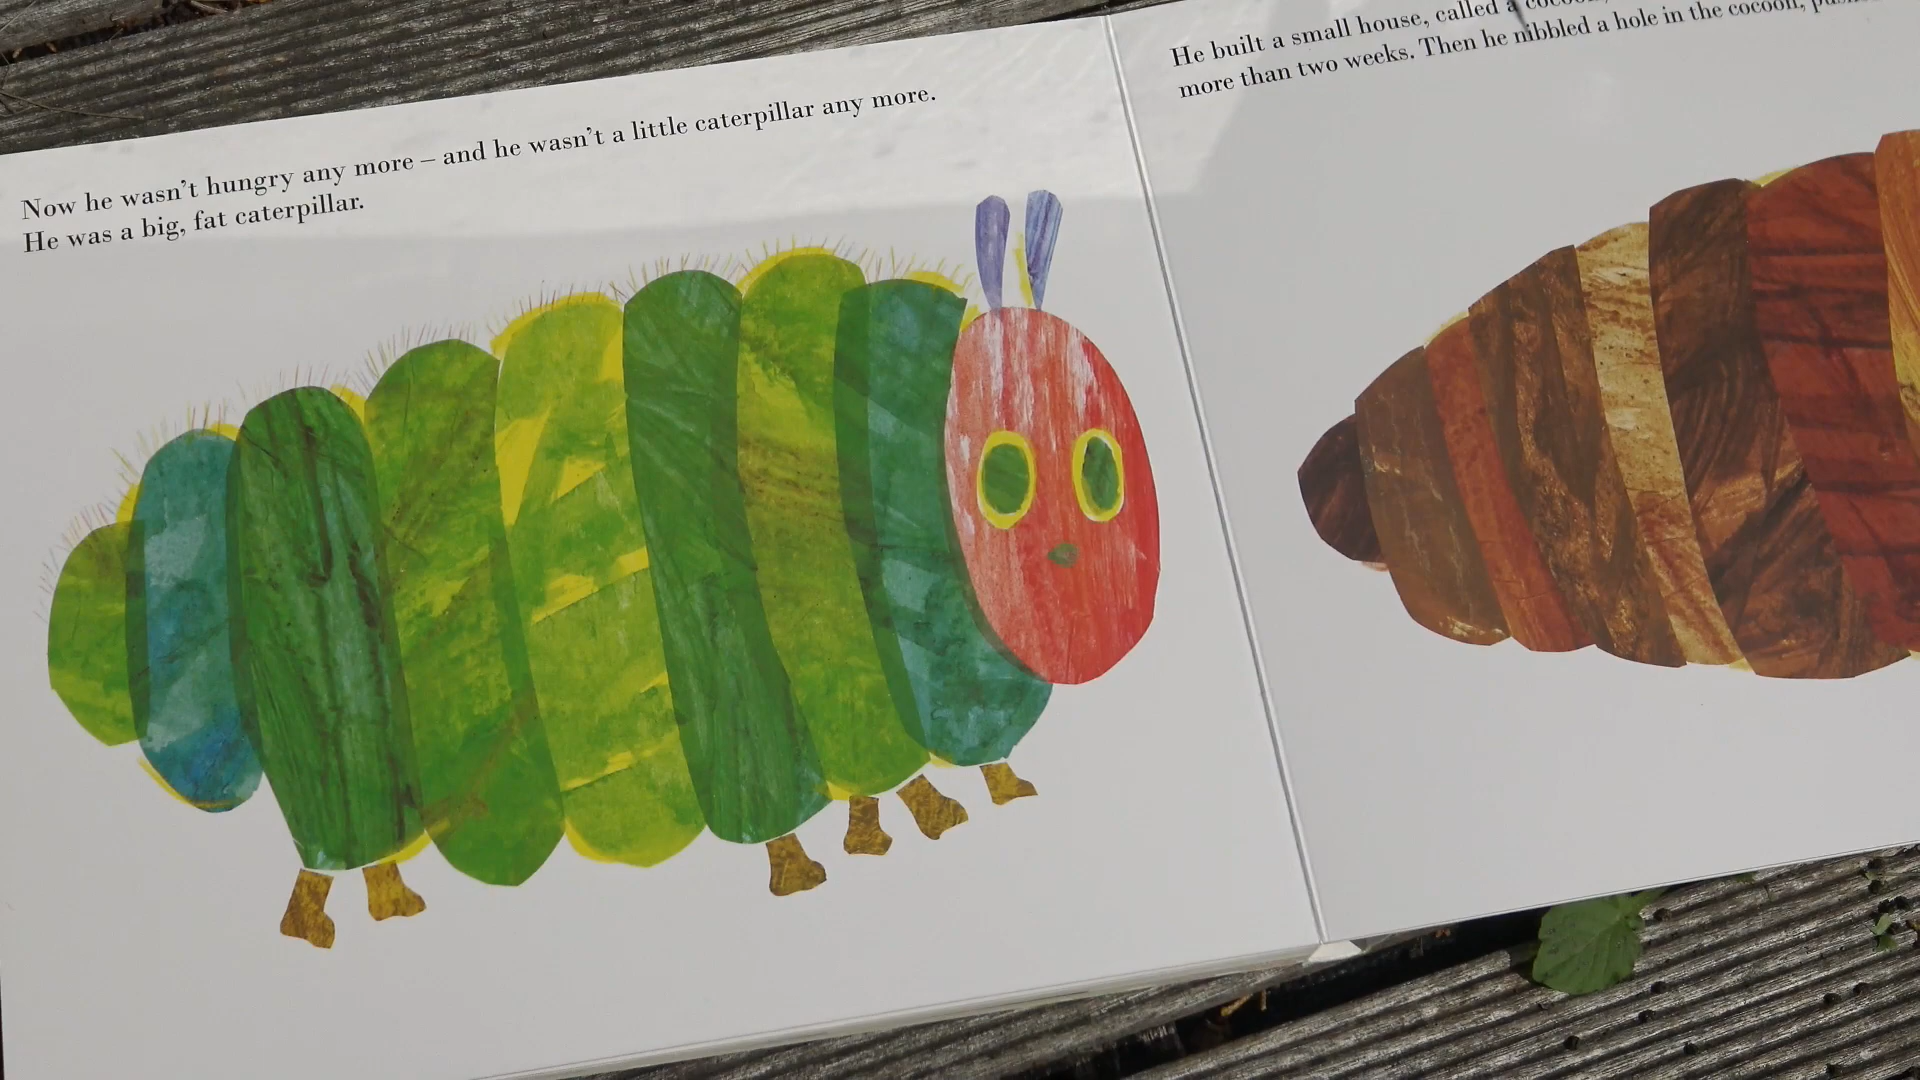 Now he wasn't hungry any more – and he wasn't a little caterpillar any more.
He was a big, fat caterpillar.
He built a small house, called a
more than two weeks. Then he nibbled a hole in the cocoon,